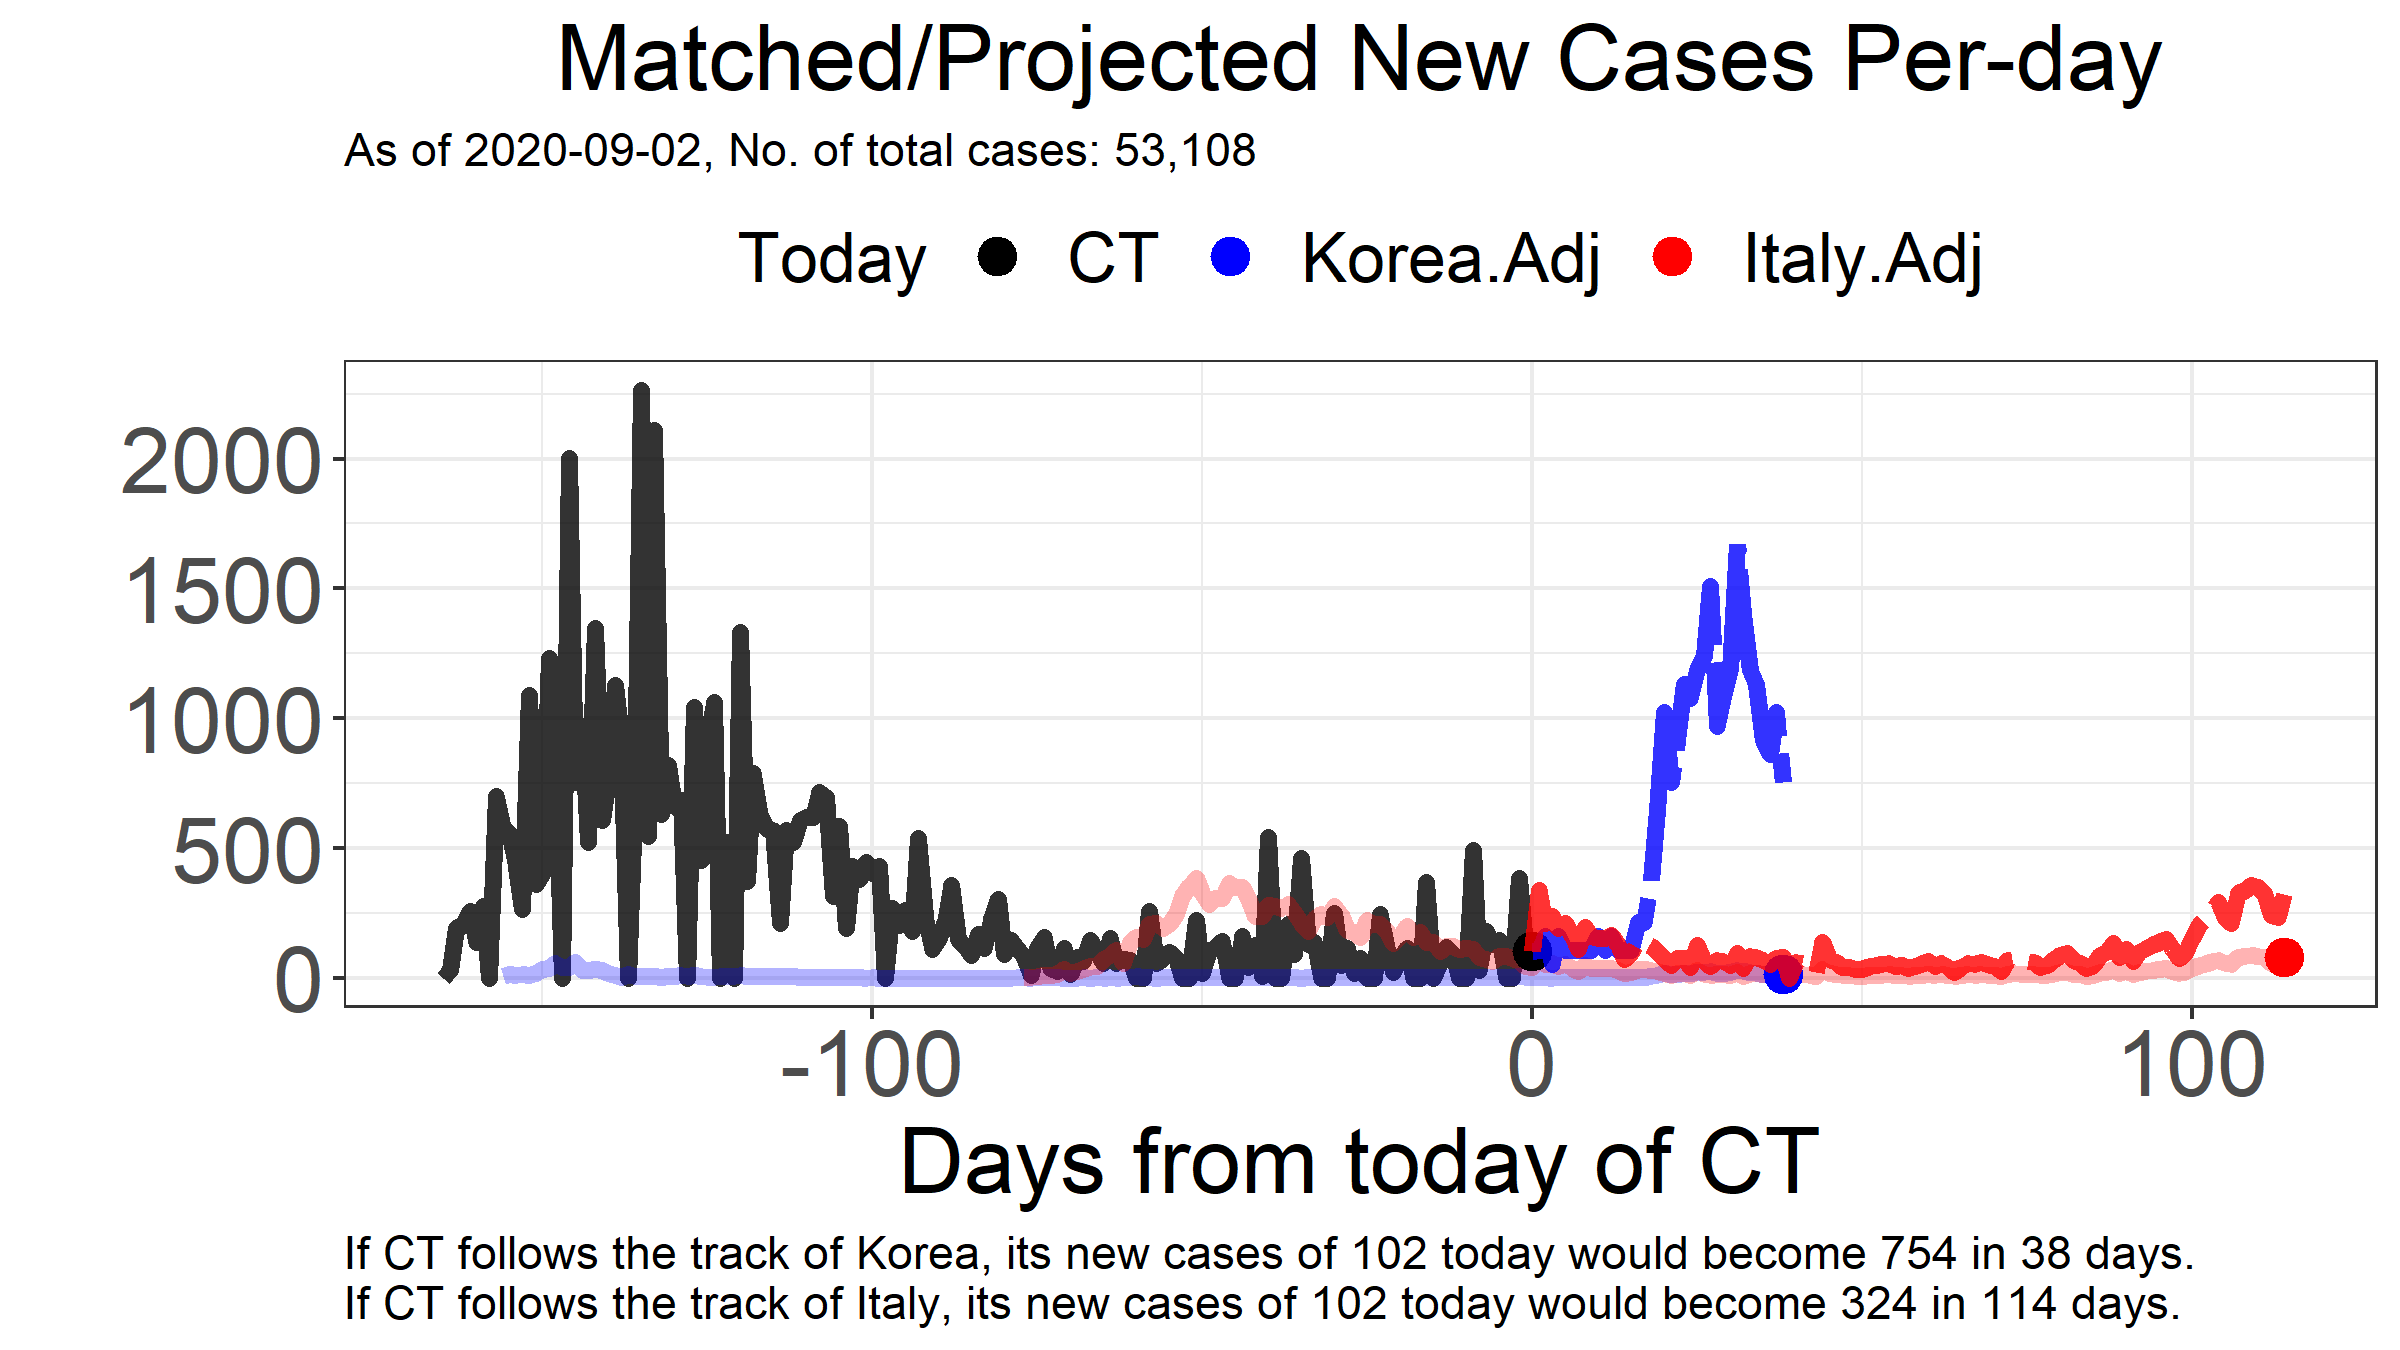 Matched/Projected New Cases Per-day
As of 2020-09-02, No. of total cases: 53,108
Today CT Korea.Adj Italy.Adj
2000
1500
1000
500
0
-100 0 100
Days from today of CT
If CT follows the track of Korea, its new cases of 102 today would become 754 in 38 days.
If CT follows the track of Italy, its new cases of 102 today would become 324 in 114 days.